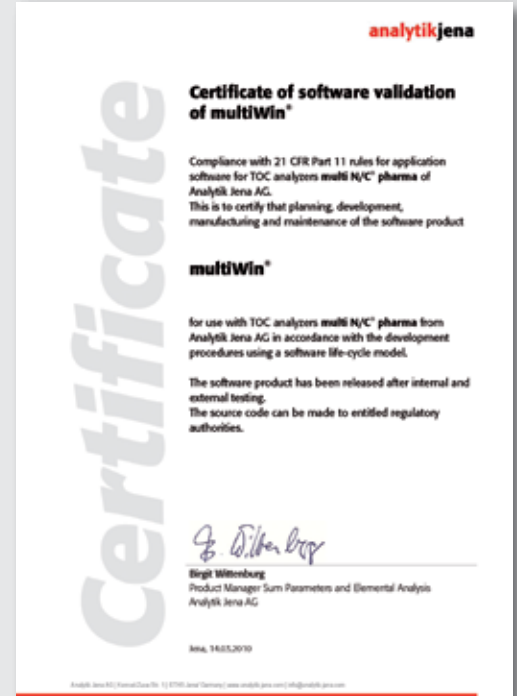 analytikjena
Certificate
Certificate of software validation
of multiWin®
Compliance with 21 CFR Part 11 rules for application
software for TOC analyzers multi N/C® pharma of
Analytik Jena AG.
This is to certify that planning, development,
manufacturing and maintenance of the software product
multiWin®
for use with TOC analyzers multi N/C® pharma from
Analytik Jena AG in accordance with the development
procedures using a software life-cycle model.
The software product has been released after internal and
external testing.
The source code can be made to entitled regulatory
authorities.
B. Wittenburg
Birgit Wittenburg
Product Manager Sum Parameters and Elemental Analysis
Analytik Jena AG
Jena, 14.03.2010